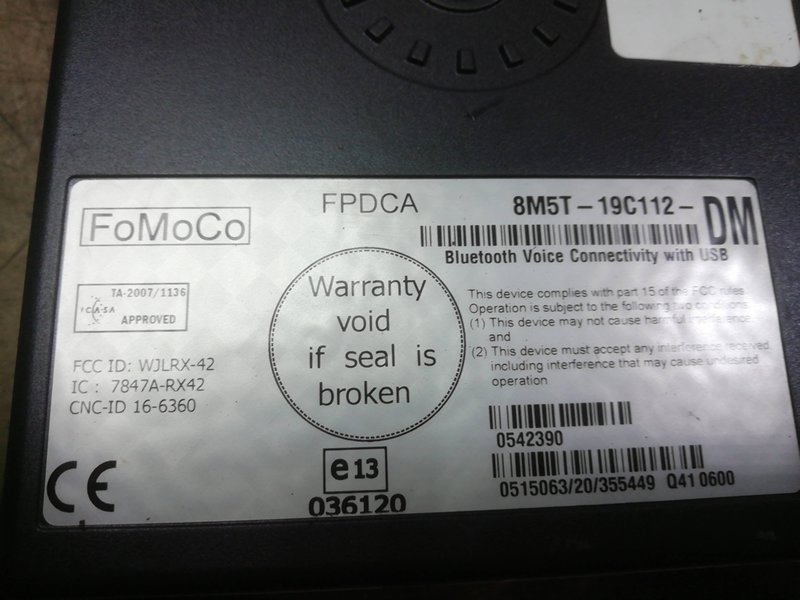 FoMoCo
FPDCA
8M5T-19C112-DM
Bluetooth Voice Connectivity with USB
TA-2007/1136
ICASA
APPROVED
Warranty
void
if seal is
broken
This device complies with part 15 of the FCC rules
Operation is subject to the following two conditions
(1) This device may not cause harmful interference
and
(2) This device must accept any interference received
including interference that may cause undesired
operation
FCC ID: WJLRX-42
IC : 7847A-RX42
CNC-ID 16-6360
0542390
CE
e13
036120
0515063/20/355449 Q41 0600